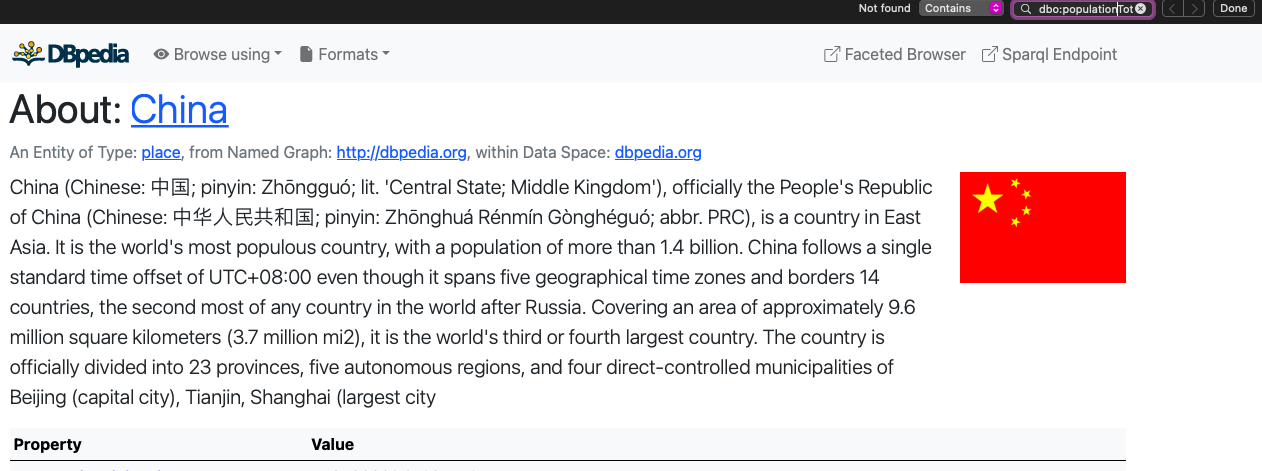 Not found Contains dbo:populationTot Done
DBpedia Browse using Formats Faceted Browser Sparql Endpoint
About: China
An Entity of Type: place, from Named Graph: http://dbpedia.org, within Data Space: dbpedia.org
China (Chinese: 中国; pinyin: Zhōngguó; lit. 'Central State; Middle Kingdom'), officially the People's Republic
of China (Chinese: 中华人民共和国; pinyin: Zhōnghuá Rénmín Gònghéguó; abbr. PRC), is a country in East
Asia. It is the world's most populous country, with a population of more than 1.4 billion. China follows a single
standard time offset of UTC+08:00 even though it spans five geographical time zones and borders 14
countries, the second most of any country in the world after Russia. Covering an area of approximately 9.6
million square kilometers (3.7 million mi2), it is the world's third or fourth largest country. The country is
officially divided into 23 provinces, five autonomous regions, and four direct-controlled municipalities of
Beijing (capital city), Tianjin, Shanghai (largest city
Property Value